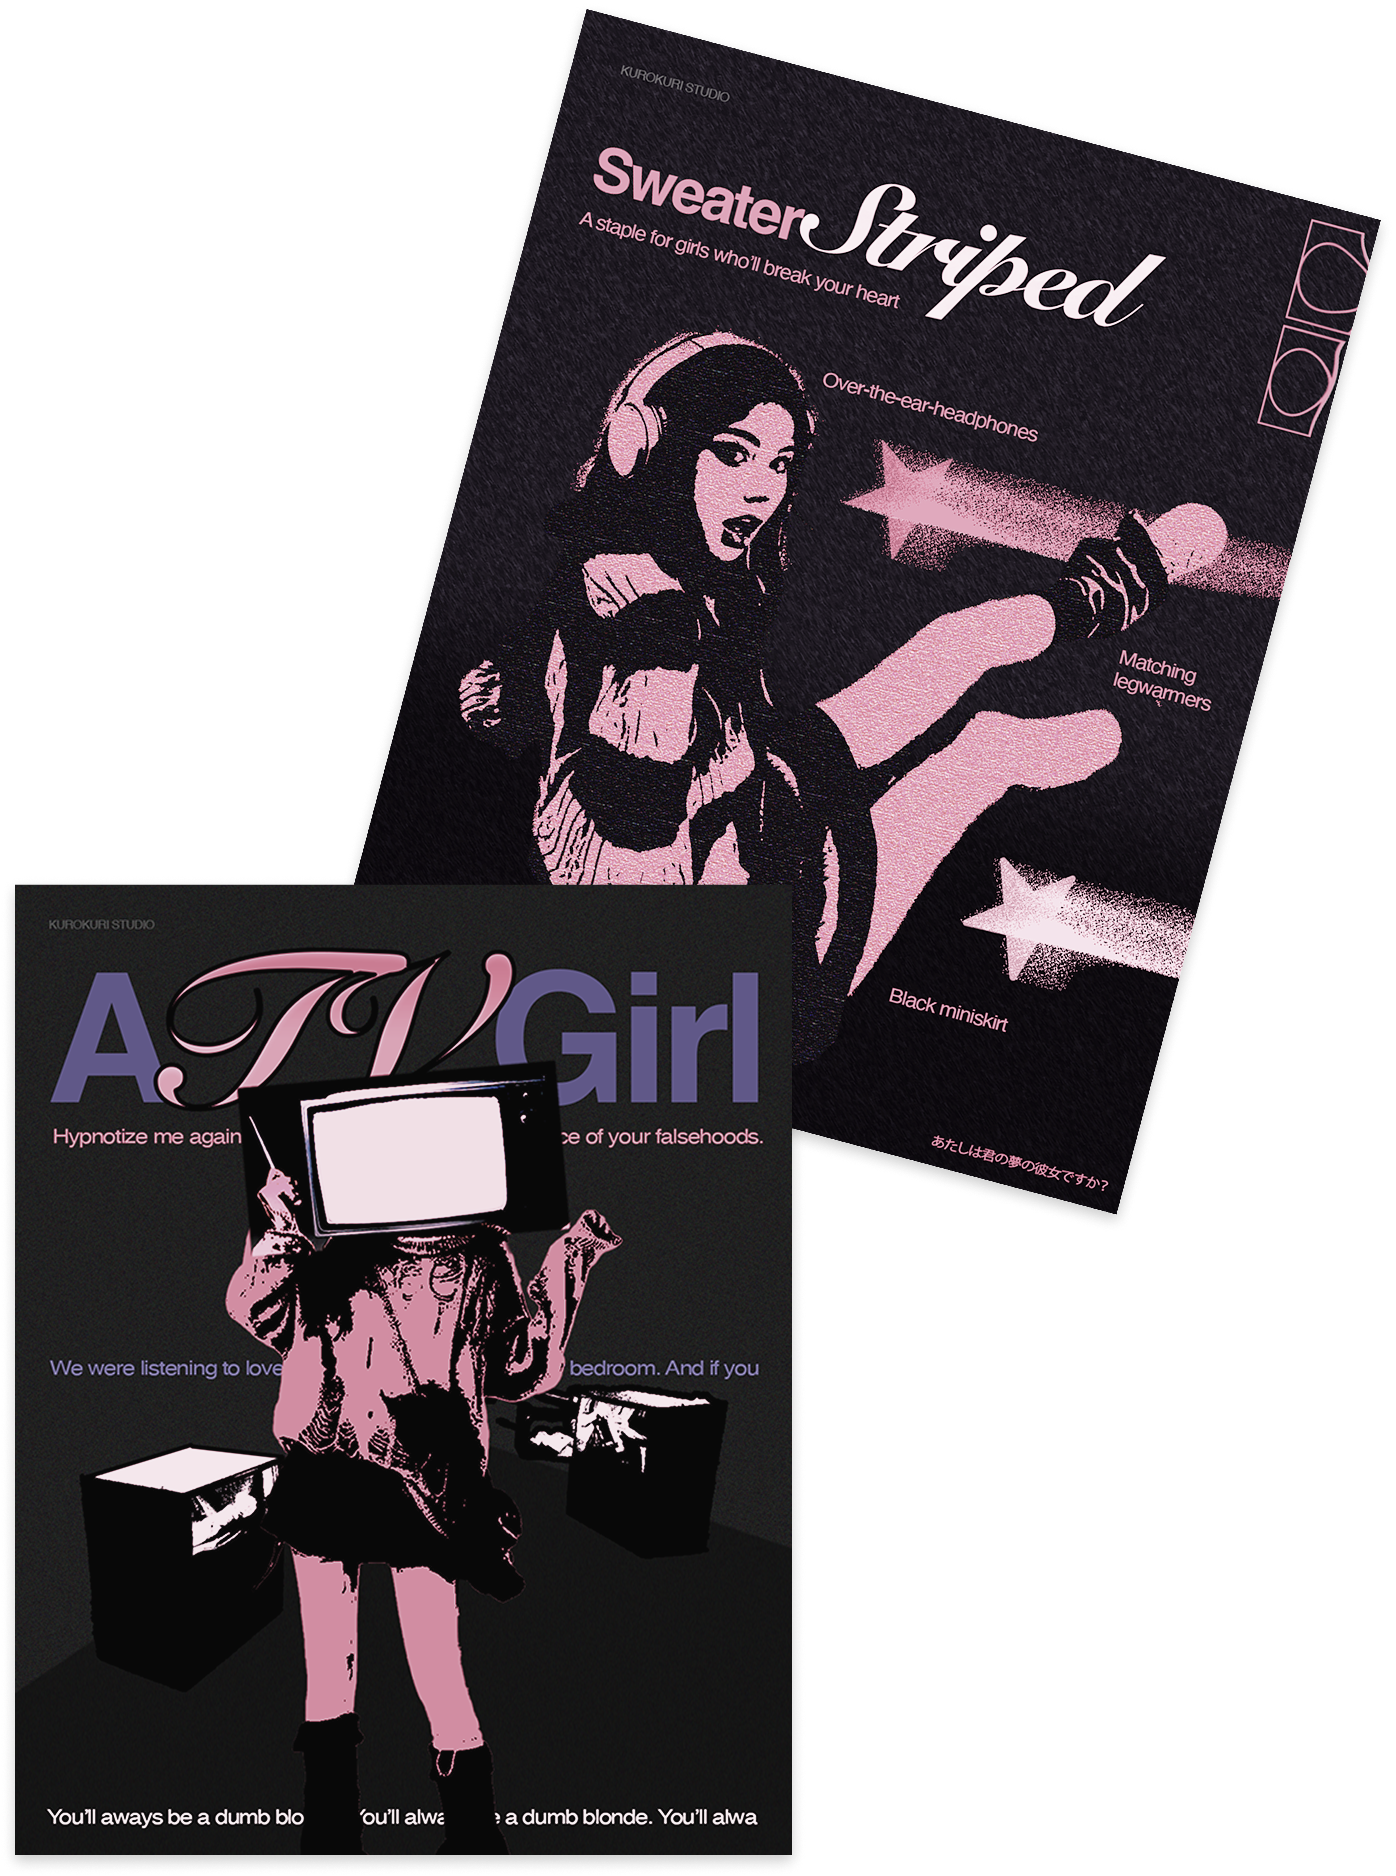 KUROKURI STUDIO
Sweater Striped
A staple for girls who'll break your heart
Over-the-ear-headphones
Matching
legwarmers
Black miniskirt
あたしは君の夢の彼女ですか?
KUROKURI STUDIO
A TV Girl
Hypnotize me again
ce of your falsehoods.
We were listening to love
bedroom. And if you
You'll aways be a dumb blo You'll alwa e a dumb blonde. You'll alwa